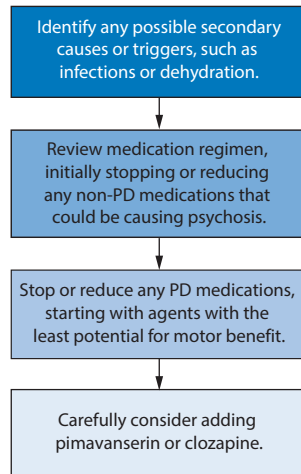 Identify any possible secondary
causes or triggers, such as
infections or dehydration.
Review medication regimen,
initially stopping or reducing
any non-PD medications that
could be causing psychosis.
Stop or reduce any PD medications,
starting with agents with the
least potential for motor benefit.
Carefully consider adding
pimavanserin or clozapine.